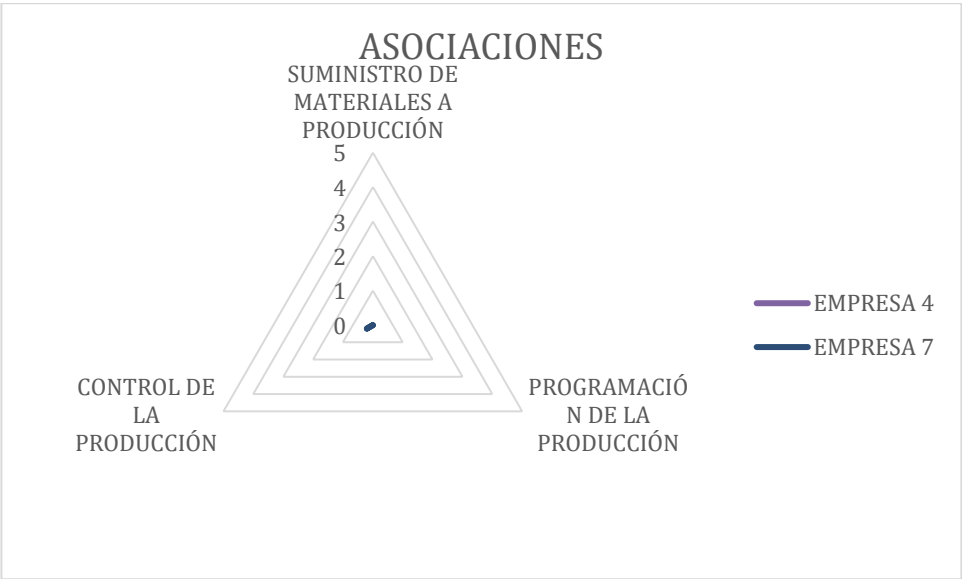 ASOCIACIONES
SUMINISTRO DE
MATERIALES A
PRODUCCIÓN
5
4
3
2
1
0
EMPRESA 4
EMPRESA 7
CONTROL DE
LA
PRODUCCIÓN
PROGRAMACIÓ
N DE LA
PRODUCCIÓN